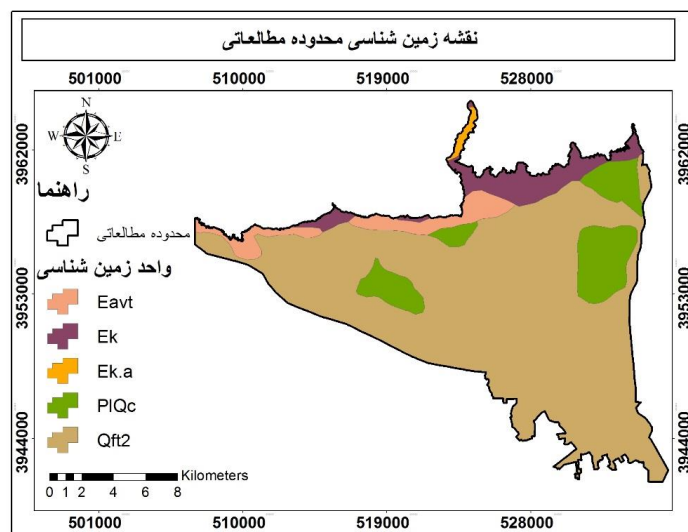 نقشه زمین شناسی محدوده مطالعاتی
501000 510000 519000 528000
3962000 3962000
3953000 3953000
3944000 3944000
N
W E
S
راهنما
محدوده مطالعاتی
واحد زمین شناسی
Eavt
Ek
Ek.a
PlQc
Qft2
Kilometers
0 1 2 4 6 8
501000 510000 519000 528000